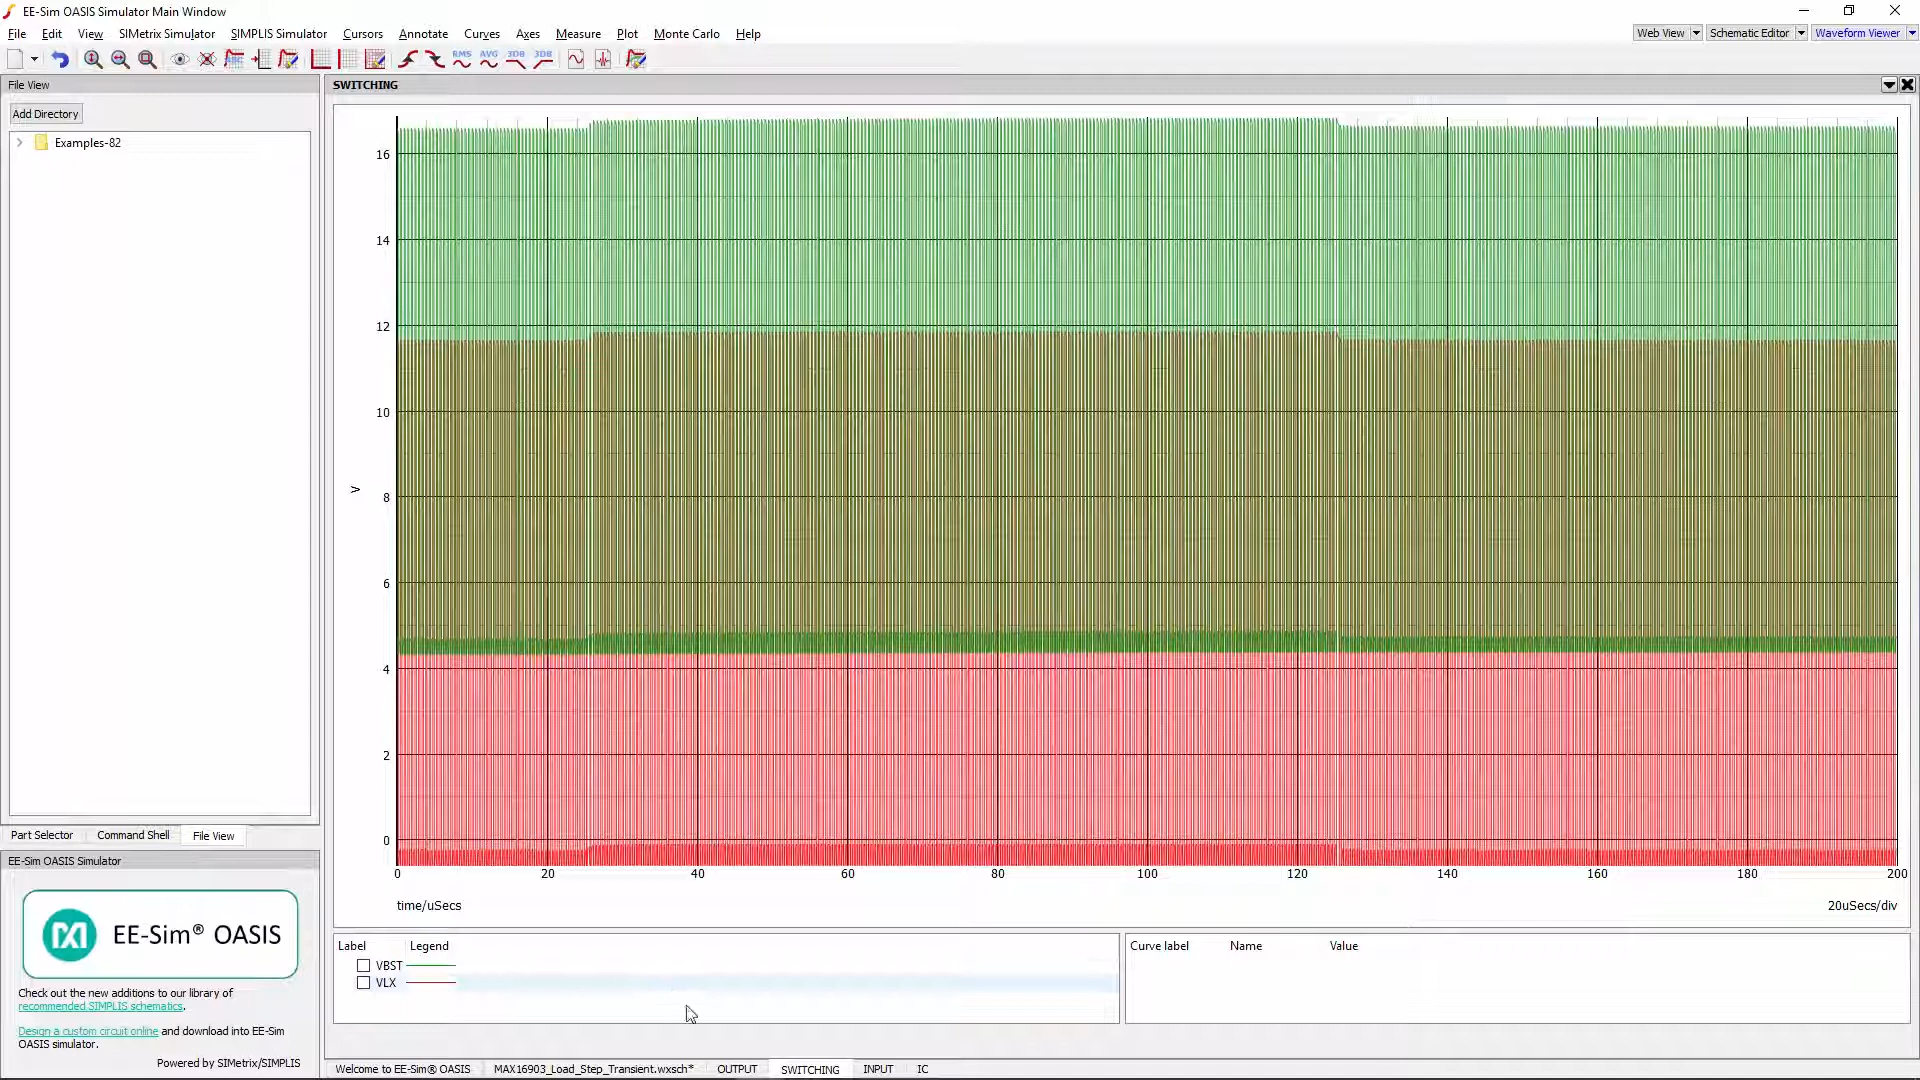 EE-Sim OASIS Simulator Main Window
File Edit View SIMetrix Simulator SIMPLIS Simulator Cursors Annotate Curves Axes Measure Plot Monte Carlo Help
Web View Schematic Editor Waveform Viewer
RMS AVG 3DB 3DB
File View
SWITCHING
Add Directory
Examples-82
16
14
12
10
V
8
6
4
2
0
0 20 40 60 80 100 120 140 160 180 200
time/uSecs 20uSecs/div
Part Selector Command Shell File View
EE-Sim OASIS Simulator
EE-Sim® OASIS
Check out the new additions to our library of
recommended SIMPLIS schematics.
Design a custom circuit online and download into EE-Sim
OASIS simulator.
Powered by SIMetrix/SIMPLIS
Label Legend
VBST
VLX
Curve label Name Value
Welcome to EE-Sim® OASIS MAX16903_Load_Step_Transient.wxsch* OUTPUT SWITCHING INPUT IC